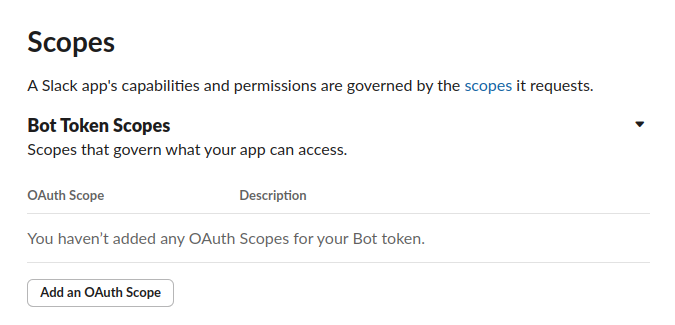 Scopes
A Slack app's capabilities and permissions are governed by the scopes it requests.
Bot Token Scopes
Scopes that govern what your app can access.
OAuth Scope Description
You haven’t added any OAuth Scopes for your Bot token.
Add an OAuth Scope